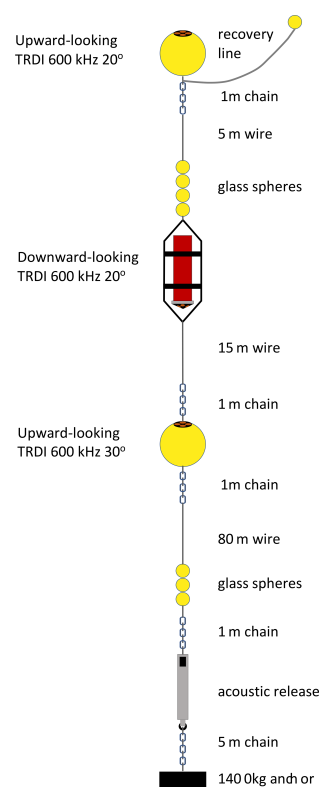 Upward-looking
TRDI 600 kHz 20°
recovery
line
1m chain
5 m wire
glass spheres
Downward-looking
TRDI 600 kHz 20°
15 m wire
1 m chain
Upward-looking
TRDI 600 kHz 30°
1m chain
80 m wire
glass spheres
1 m chain
acoustic release
5 m chain
140 0kg anch or